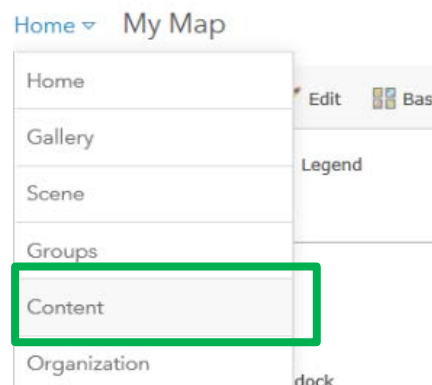 Home My Map
Home
Edit Bas
Gallery
Legend
Scene
Groups
Content
Organization
dock